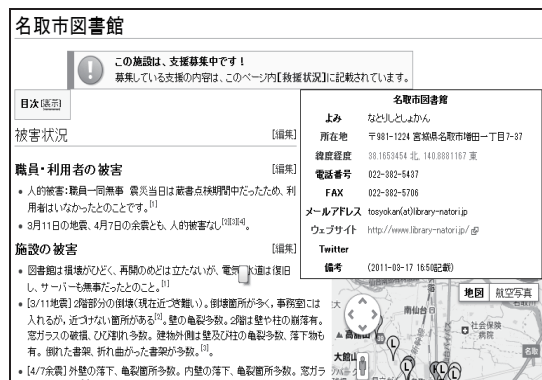 名取市図書館
この施設は、支援募集中です！
募集している支援の内容は、このページ内【救援状況】に記載されています。
目次 [表示]
被害状況 [編集]
職員・利用者の被害 [編集]
• 人的被害：職員一同無事 震災当日は蔵書点検期間中だったため、利
用者はいなかったとのことです。[1]
• 3月11日の地震、4月7日の余震とも、人的被害なし[2][3][4]。
施設の被害 [編集]
• 図書館は損壊がひどく、再開のめどは立たないが、電気 水道は復旧
し、サーバーも無事だったとのこと。[1]
• [3/11地震] 2階部分の倒壊(現在近づき難い)。倒壊箇所が多く、事務室には
入れるが、近づけない箇所がある[2]。壁の亀裂多数。2階は壁や柱の崩落有。
窓ガラスの破損、ひび割れ多数。建物外側は壁及び柱の亀裂多数、落下物も
有。倒れた書架、折れ曲がった書架が多数。[3]。
• [4/7余震] 外壁の落下、亀裂箇所多数。内壁の落下、亀裂箇所多数。窓ガラ
名取市図書館
よみ なとりしとしょかん
所在地 〒981-1224 宮城県名取市増田一丁目7-37
緯度経度 38.1653454 北, 140.8881167 東
電話番号 022-382-5437
FAX 022-382-5706
メールアドレス tosyokan(at)library-natori.jp
ウェブサイト http://www.library-natori.jp/
Twitter
備考 (2011-03-17 16:50記載)
地図 航空写真
南仙台
社会保険
病院
名取
大館山